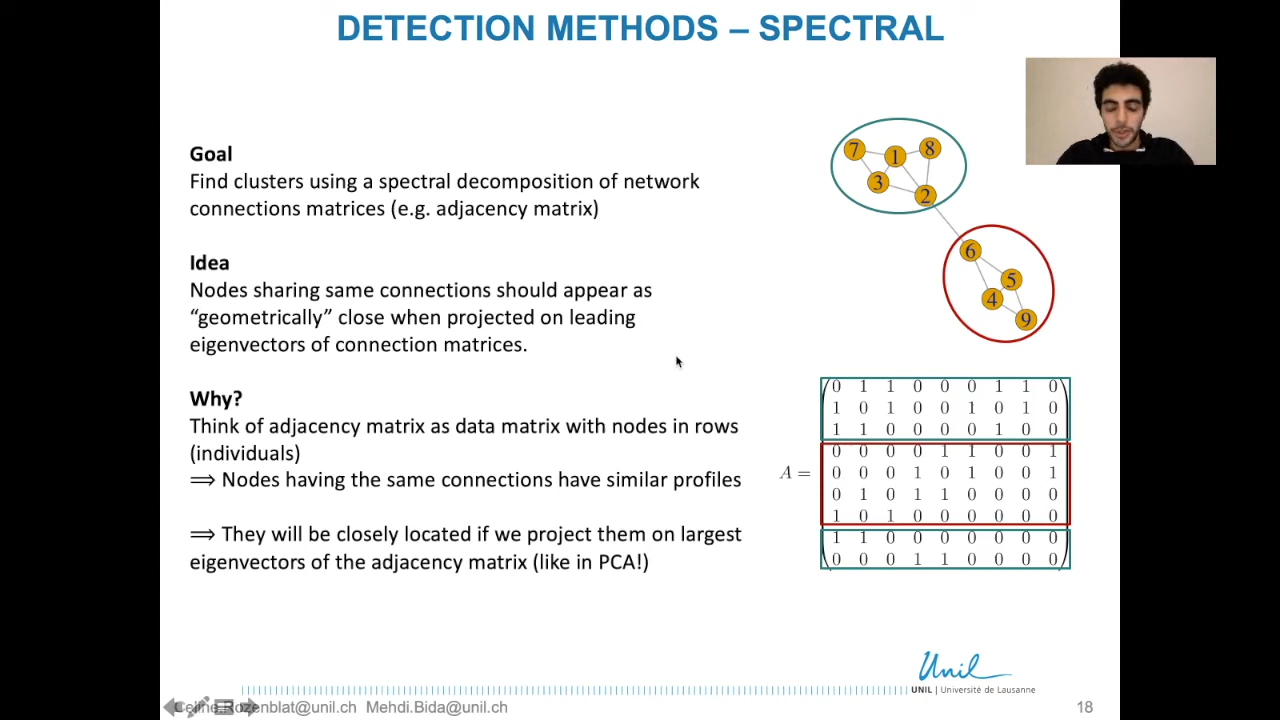 DETECTION METHODS – SPECTRAL
Goal
Find clusters using a spectral decomposition of network
connections matrices (e.g. adjacency matrix)
Idea
Nodes sharing same connections should appear as
“geometrically” close when projected on leading
eigenvectors of connection matrices.
Why?
Think of adjacency matrix as data matrix with nodes in rows
(individuals)
⟹ Nodes having the same connections have similar profiles
⟹ They will be closely located if we project them on largest
eigenvectors of the adjacency matrix (like in PCA!)
7 1 8
3 2
6
5
4
9
0 1 1 0 0 0 1 1 0
1 0 1 0 0 1 0 1 0
1 1 0 0 0 0 1 0 0
0 0 0 0 1 1 0 0 1
A = 0 0 0 1 0 1 0 0 1
0 1 0 1 1 0 0 0 0
1 0 1 0 0 0 0 0 0
1 1 0 0 0 0 0 0 0
0 0 0 1 1 0 0 0 0
Unil
UNIL | Université de Lausanne
Celine.Rozenblat@unil.ch Mehdi.Bida@unil.ch
18